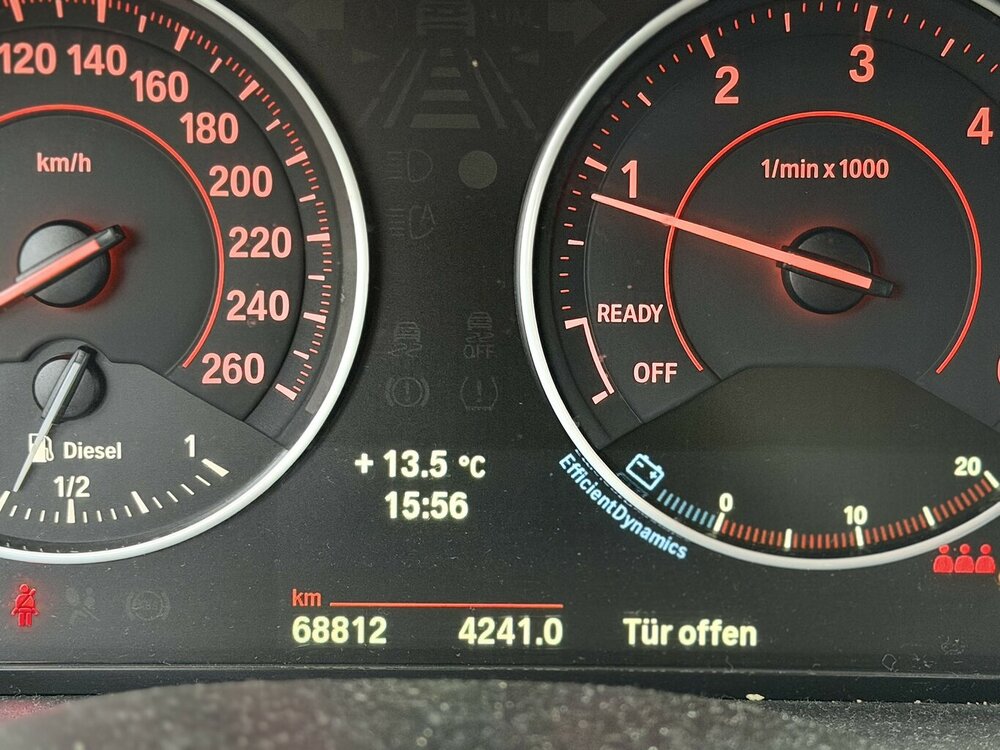 120 140 160 180 200 220 240 260
km/h
Diesel
1/2 1
+ 13.5 °C
15:56
km
68812 4241.0
Tür offen
1 2 3 4
1/min x 1000
READY
OFF
OFF
EfficientDynamics
0 10 20